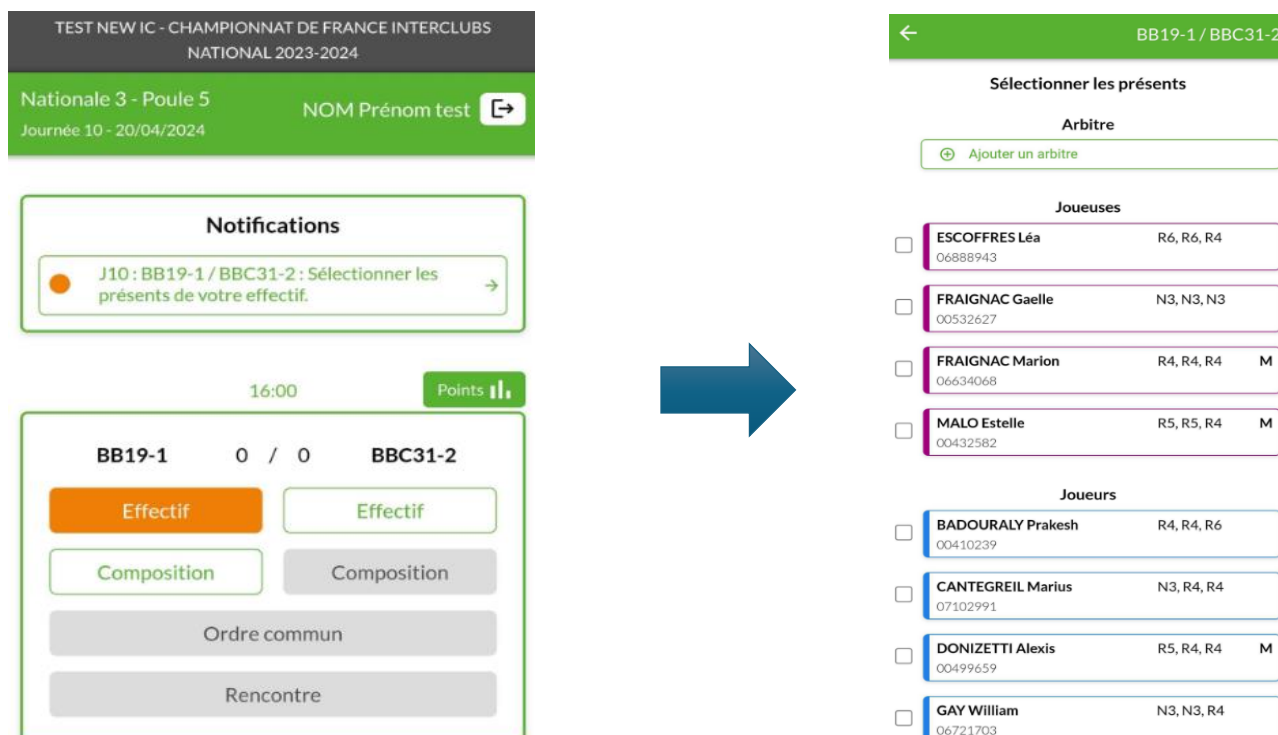 TEST NEW IC - CHAMPIONNAT DE FRANCE INTERCLUBS
NATIONAL 2023-2024
Nationale 3 - Poule 5
NOM Prénom test
Journée 10 - 20/04/2024
Notifications
J10 : BB19-1 / BBC31-2 : Sélectionner les
présents de votre effectif.
16:00
Points
BB19-1 0 / 0 BBC31-2
Effectif Effectif
Composition Composition
Ordre commun
Rencontre
BB19-1 / BBC31-2
Sélectionner les présents
Arbitre
Ajouter un arbitre
Joueuses
ESCOFFRES Léa R6, R6, R4
06888943
FRAIGNAC Gaelle N3, N3, N3
00532627
FRAIGNAC Marion R4, R4, R4 M
06634068
MALO Estelle R5, R5, R4 M
00432582
Joueurs
BADOURALY Prakesh R4, R4, R6
00410239
CANTEGREIL Marius N3, R4, R4
07102991
DONIZETTI Alexis R5, R4, R4 M
00499659
GAY William N3, N3, R4
06721703